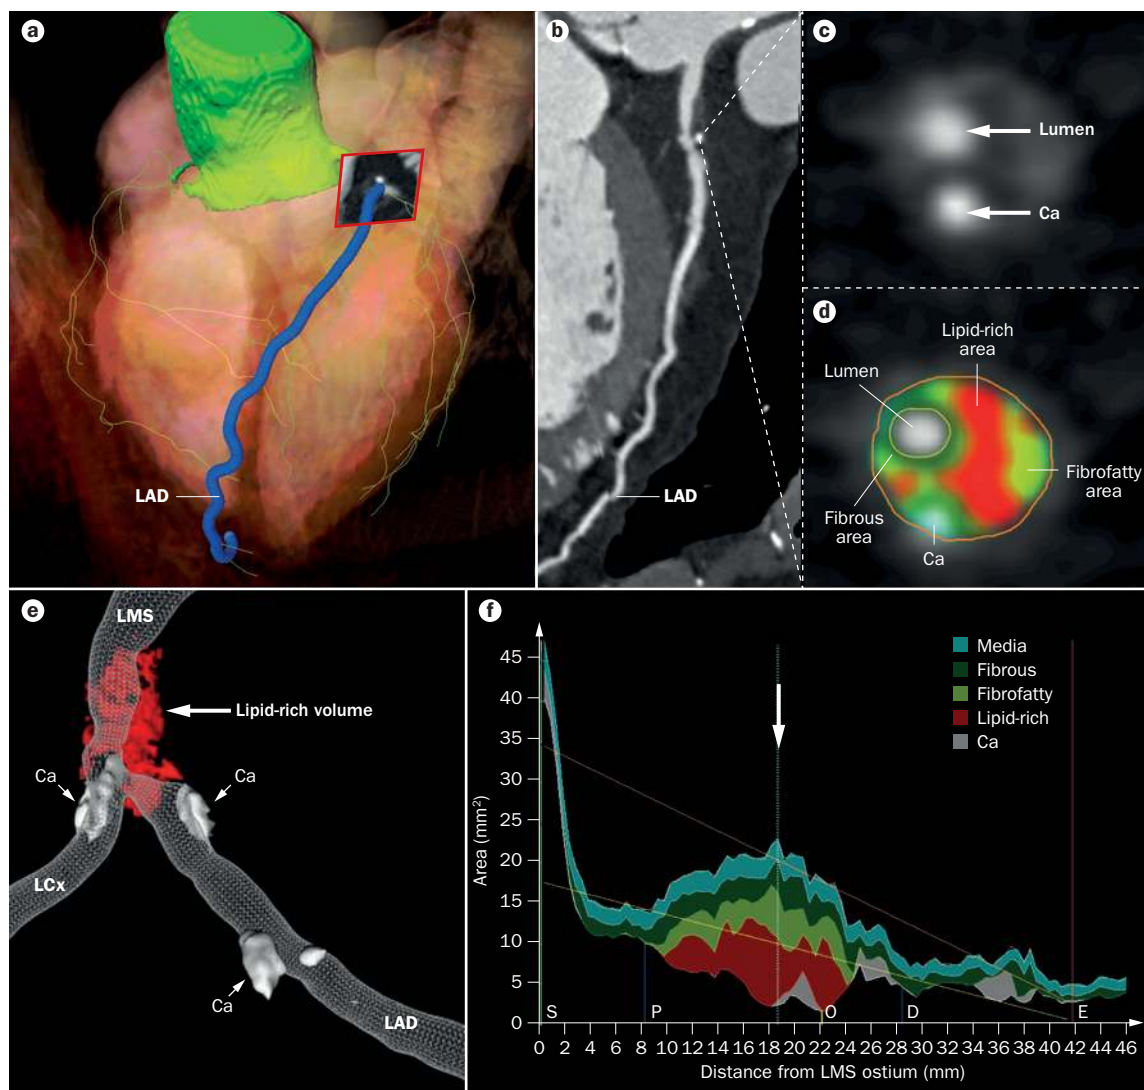 a
LAD
b
LAD
c
Lumen
Ca
d
Lipid-rich
area
Lumen
Fibrofatty
area
Fibrous
area
Ca
e
LMS
Lipid-rich volume
Ca
Ca
LCx
Ca
LAD
f
Area (mm²)
45
40
35
30
25
20
15
10
5
0
Media
Fibrous
Fibrofatty
Lipid-rich
Ca
S P O D E
0 2 4 6 8 10 12 14 16 18 20 22 24 26 28 30 32 34 36 38 40 42 44 46
Distance from LMS ostium (mm)